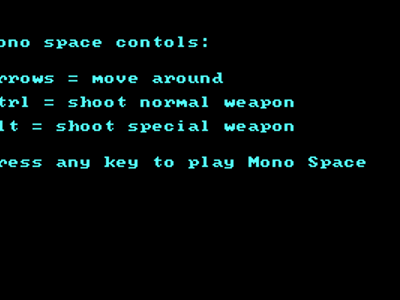 ono space contols:
rrows = move around
trl = shoot normal weapon
lt = shoot special weapon
ress any key to play Mono Space